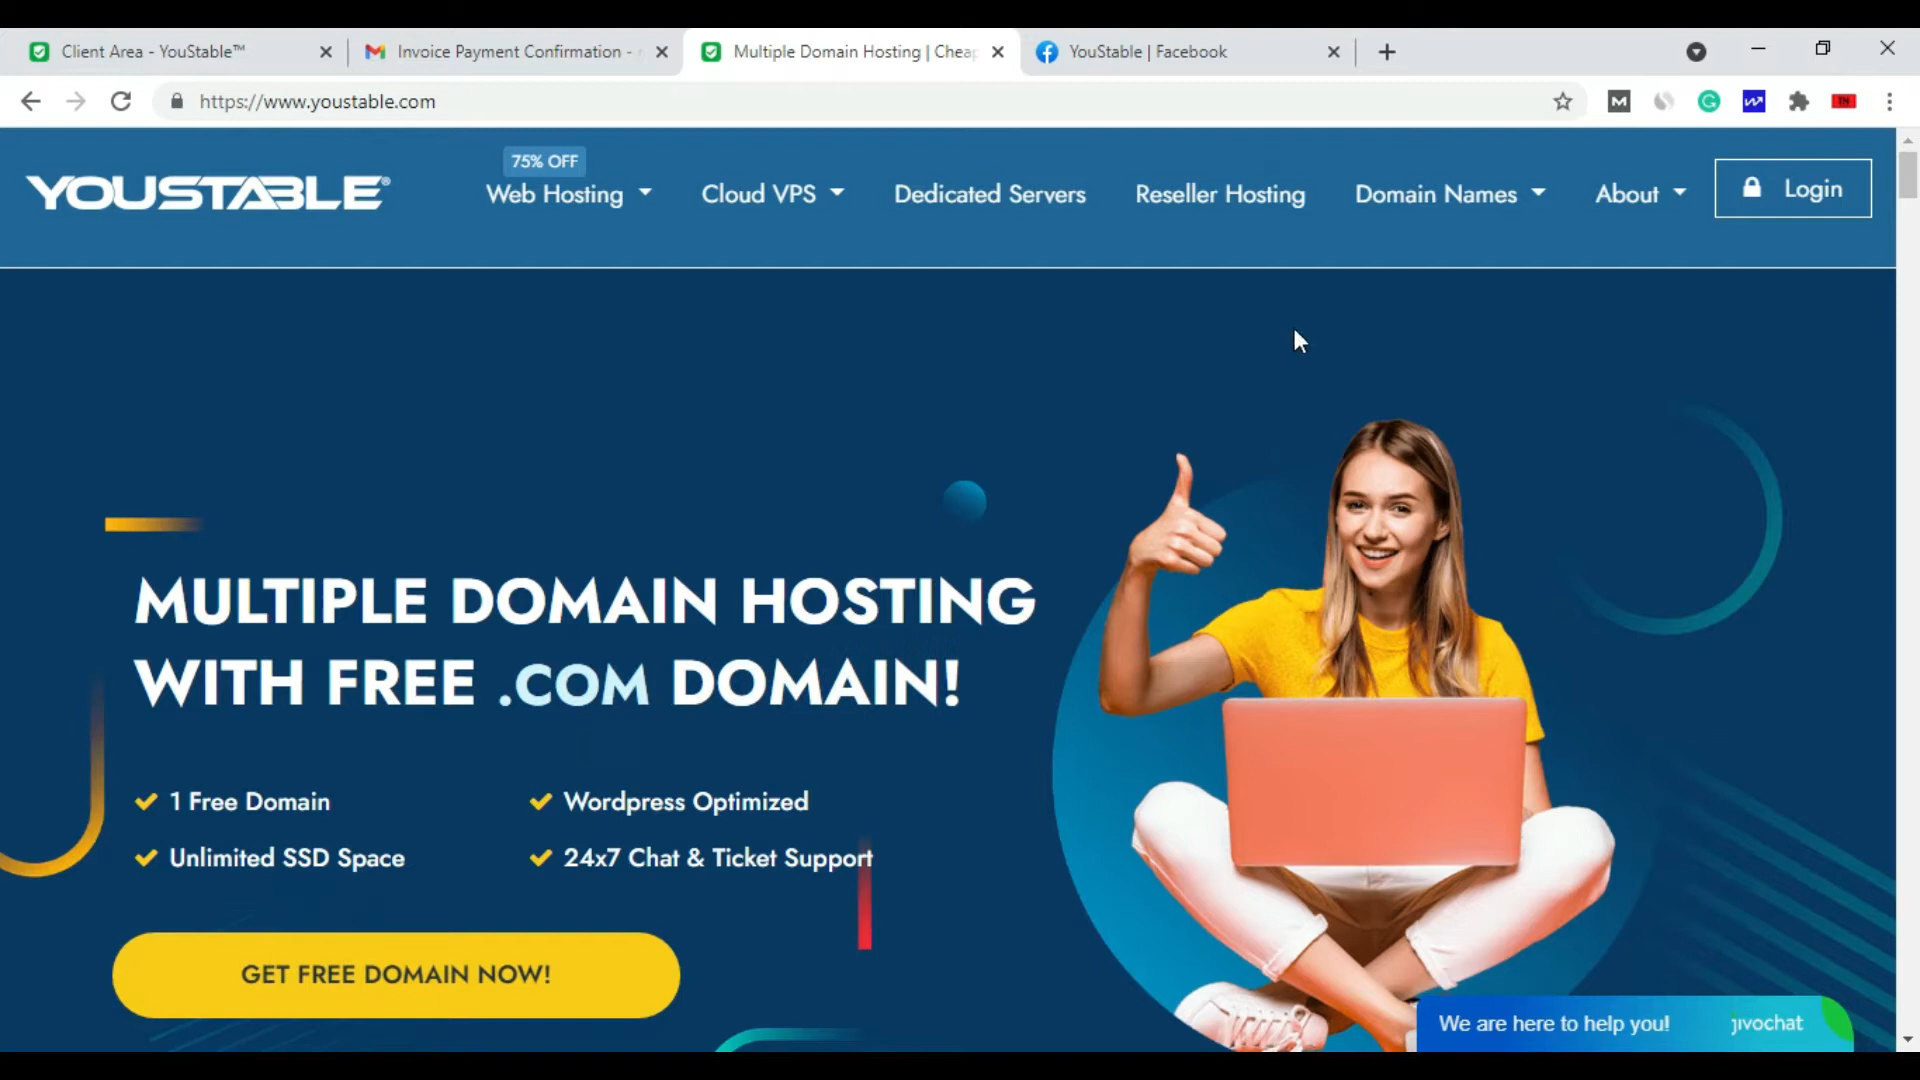 Client Area - YouStable™
Invoice Payment Confirmation -
Multiple Domain Hosting | Cheap
YouStable | Facebook
https://www.youstable.com
TH
75% OFF
YOUSTABLE®
Web Hosting
Cloud VPS
Dedicated Servers
Reseller Hosting
Domain Names
About
Login
MULTIPLE DOMAIN HOSTING
WITH FREE .COM DOMAIN!
1 Free Domain
Wordpress Optimized
Unlimited SSD Space
24x7 Chat & Ticket Support
GET FREE DOMAIN NOW!
We are here to help you!
jivochat